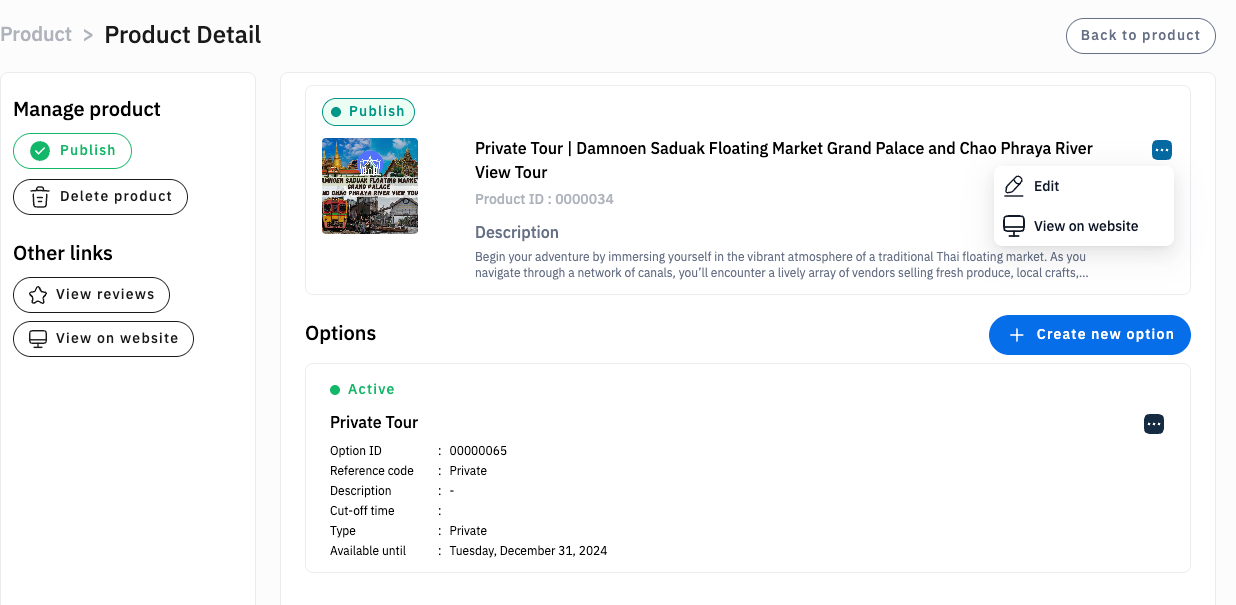 Product > Product Detail
Back to product
Manage product
Publish
Delete product
Other links
View reviews
View on website
Publish
DAMNOEN SADUAK FLOATING MARKET
GRAND PALACE
AND CHAO PHRAYA RIVER VIEW TOUR
Private Tour | Damnoen Saduak Floating Market Grand Palace and Chao Phraya River
View Tour
Product ID : 0000034
Description
Begin your adventure by immersing yourself in the vibrant atmosphere of a traditional Thai floating market. As you
navigate through a network of canals, you’ll encounter a lively array of vendors selling fresh produce, local crafts,...
Edit
View on website
Options
+ Create new option
Active
Private Tour
Option ID : 00000065
Reference code : Private
Description : -
Cut-off time :
Type : Private
Available until : Tuesday, December 31, 2024